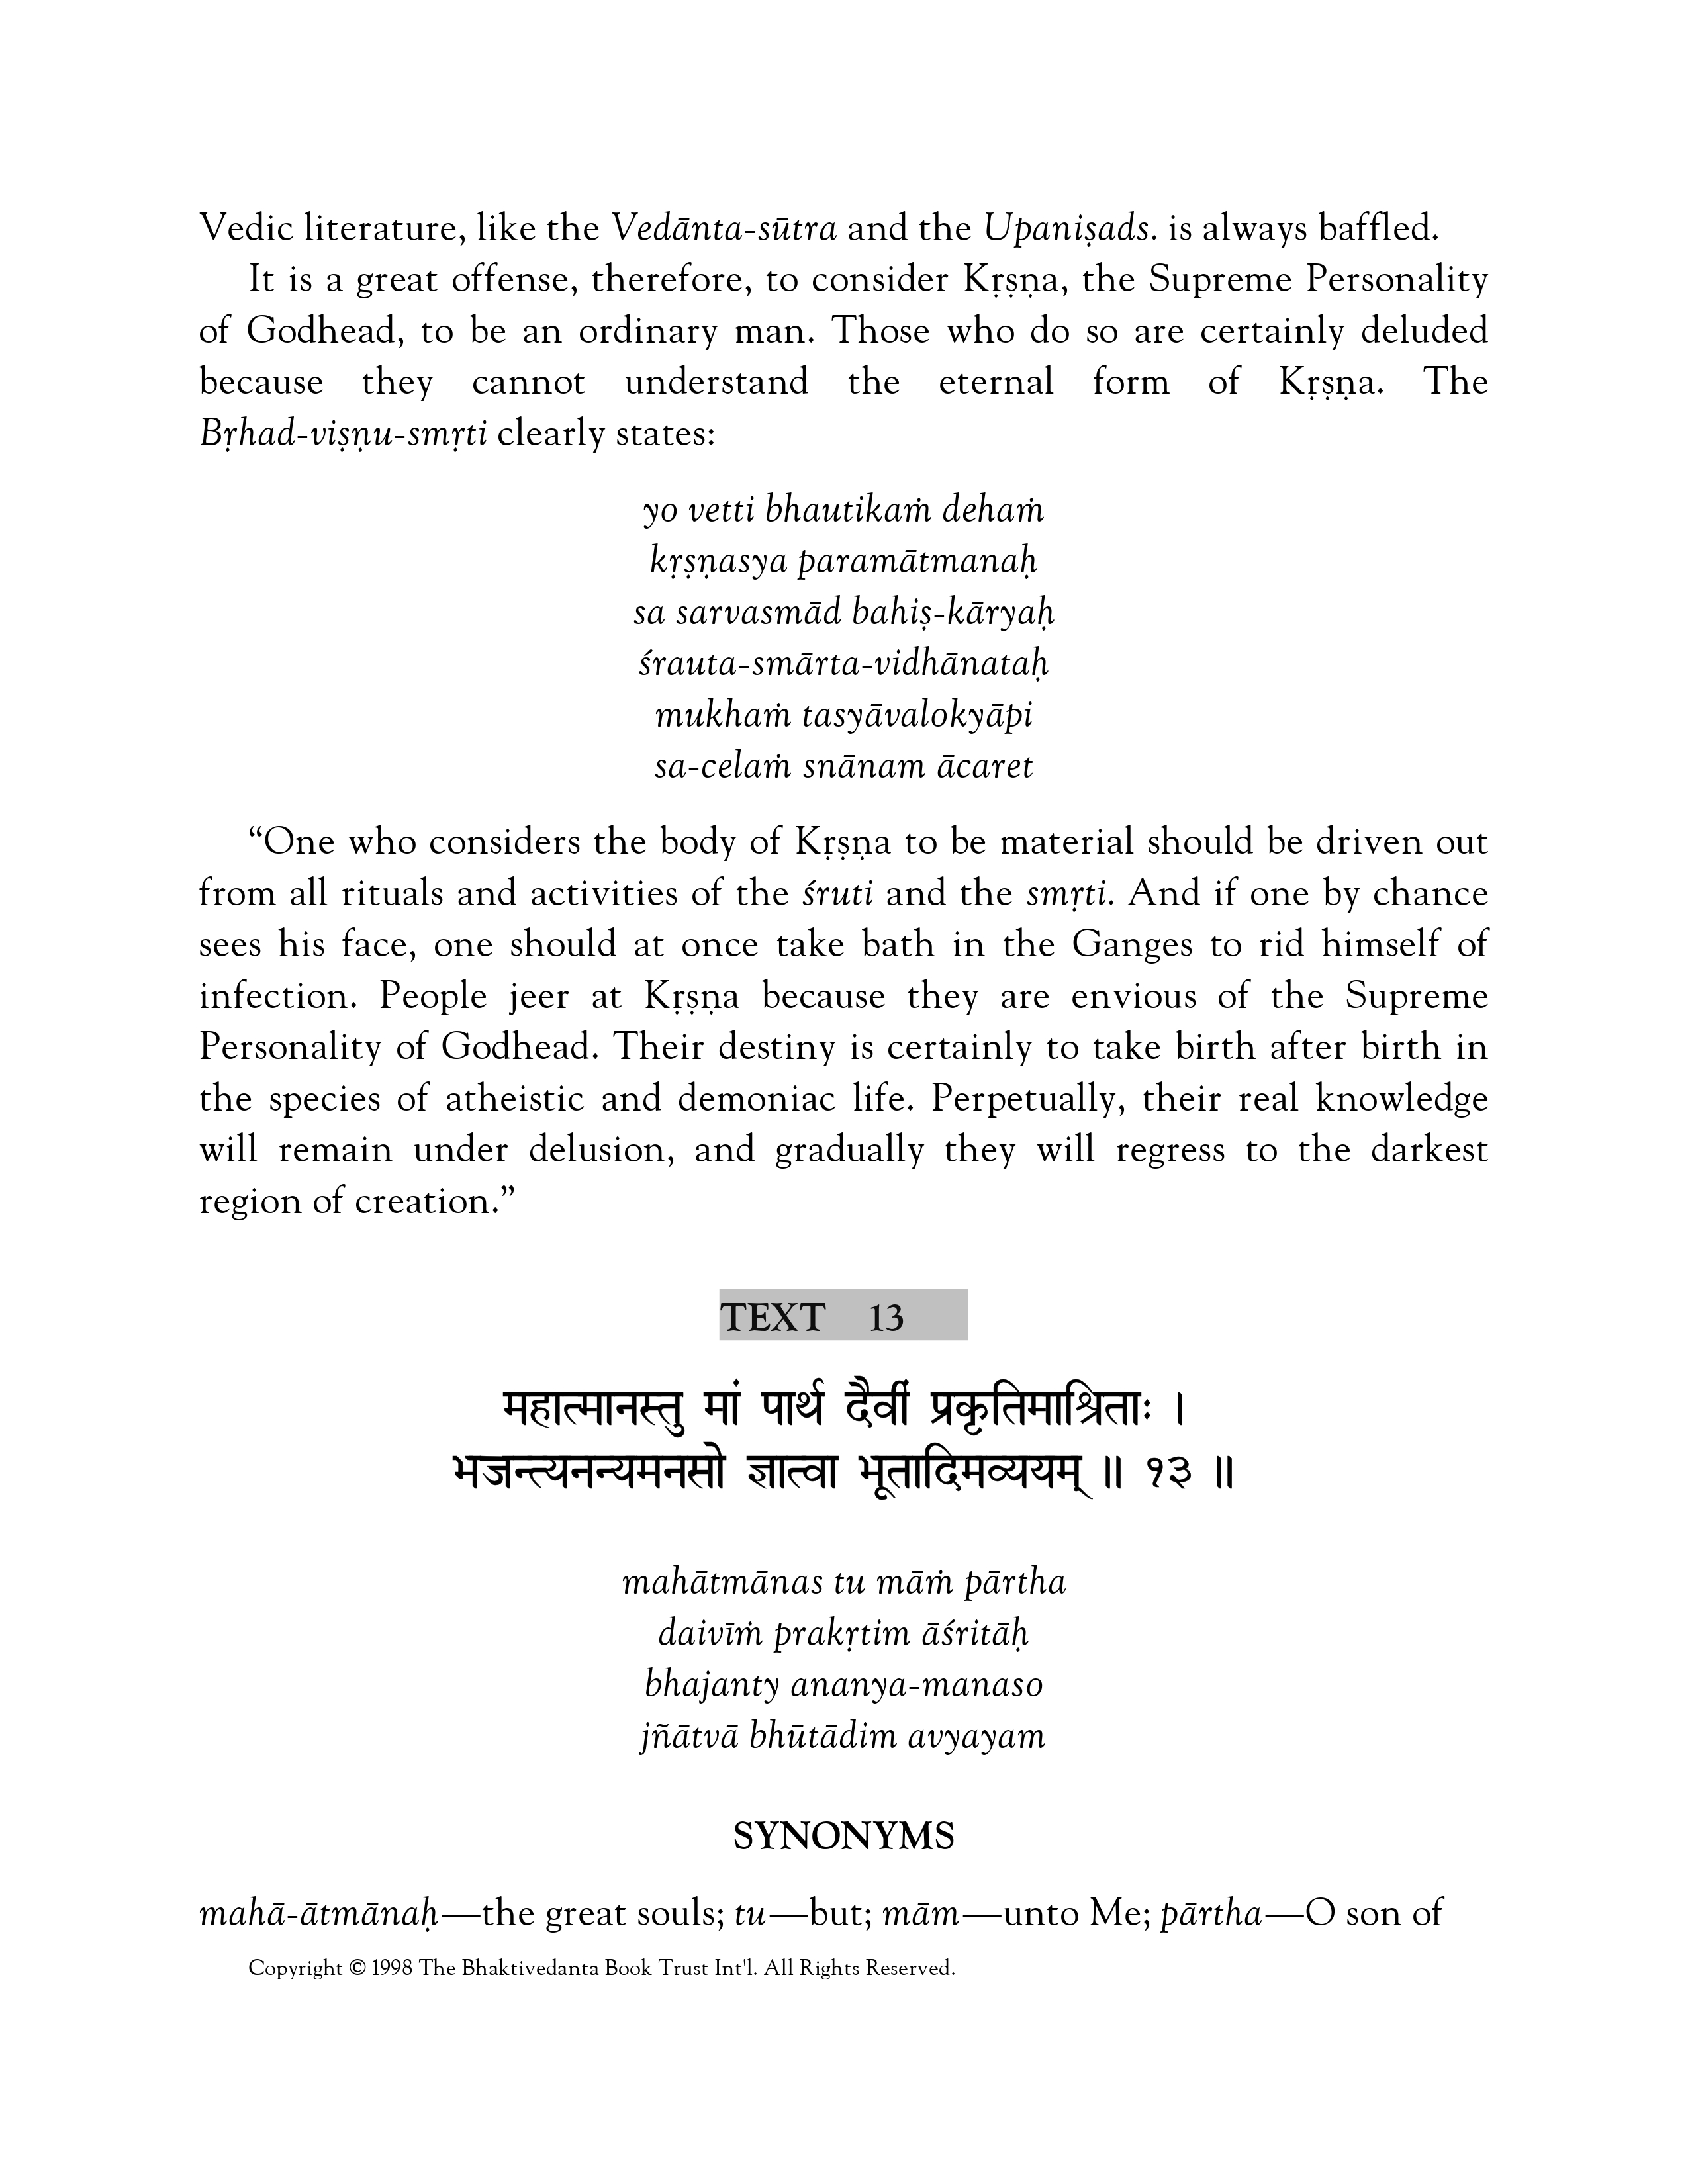 Vedic literature, like the Vedānta-sūtra and the Upaniṣads. is always baffled.
It is a great offense, therefore, to consider Kṛṣṇa, the Supreme Personality
of Godhead, to be an ordinary man. Those who do so are certainly deluded
because they cannot understand the eternal form of Kṛṣṇa. The
Bṛhad-viṣṇu-smṛti clearly states:
yo vetti bhautikaṁ dehaṁ
kṛṣṇasya paramātmanaḥ
sa sarvasmād bahiṣ-kāryaḥ
śrauta-smārta-vidhānataḥ
mukhaṁ tasyāvalokyāpi
sa-celaṁ snānam ācaret
“One who considers the body of Kṛṣṇa to be material should be driven out
from all rituals and activities of the śruti and the smṛti. And if one by chance
sees his face, one should at once take bath in the Ganges to rid himself of
infection. People jeer at Kṛṣṇa because they are envious of the Supreme
Personality of Godhead. Their destiny is certainly to take birth after birth in
the species of atheistic and demoniac life. Perpetually, their real knowledge
will remain under delusion, and gradually they will regress to the darkest
region of creation.”
TEXT 13
महात्मानस्तु मां पार्थ दैवीं प्रकृतिमाश्रिताः ।
भजन्त्यनन्यमनसो ज्ञात्वा भूतादिमव्ययम् ॥ १३ ॥
mahātmānas tu māṁ pārtha
daivīṁ prakṛtim āśritāḥ
bhajanty ananya-manaso
jñātvā bhūtādim avyayam
SYNONYMS
mahā-ātmānaḥ—the great souls; tu—but; mām—unto Me; pārtha—O son of
Copyright © 1998 The Bhaktivedanta Book Trust Int'l. All Rights Reserved.